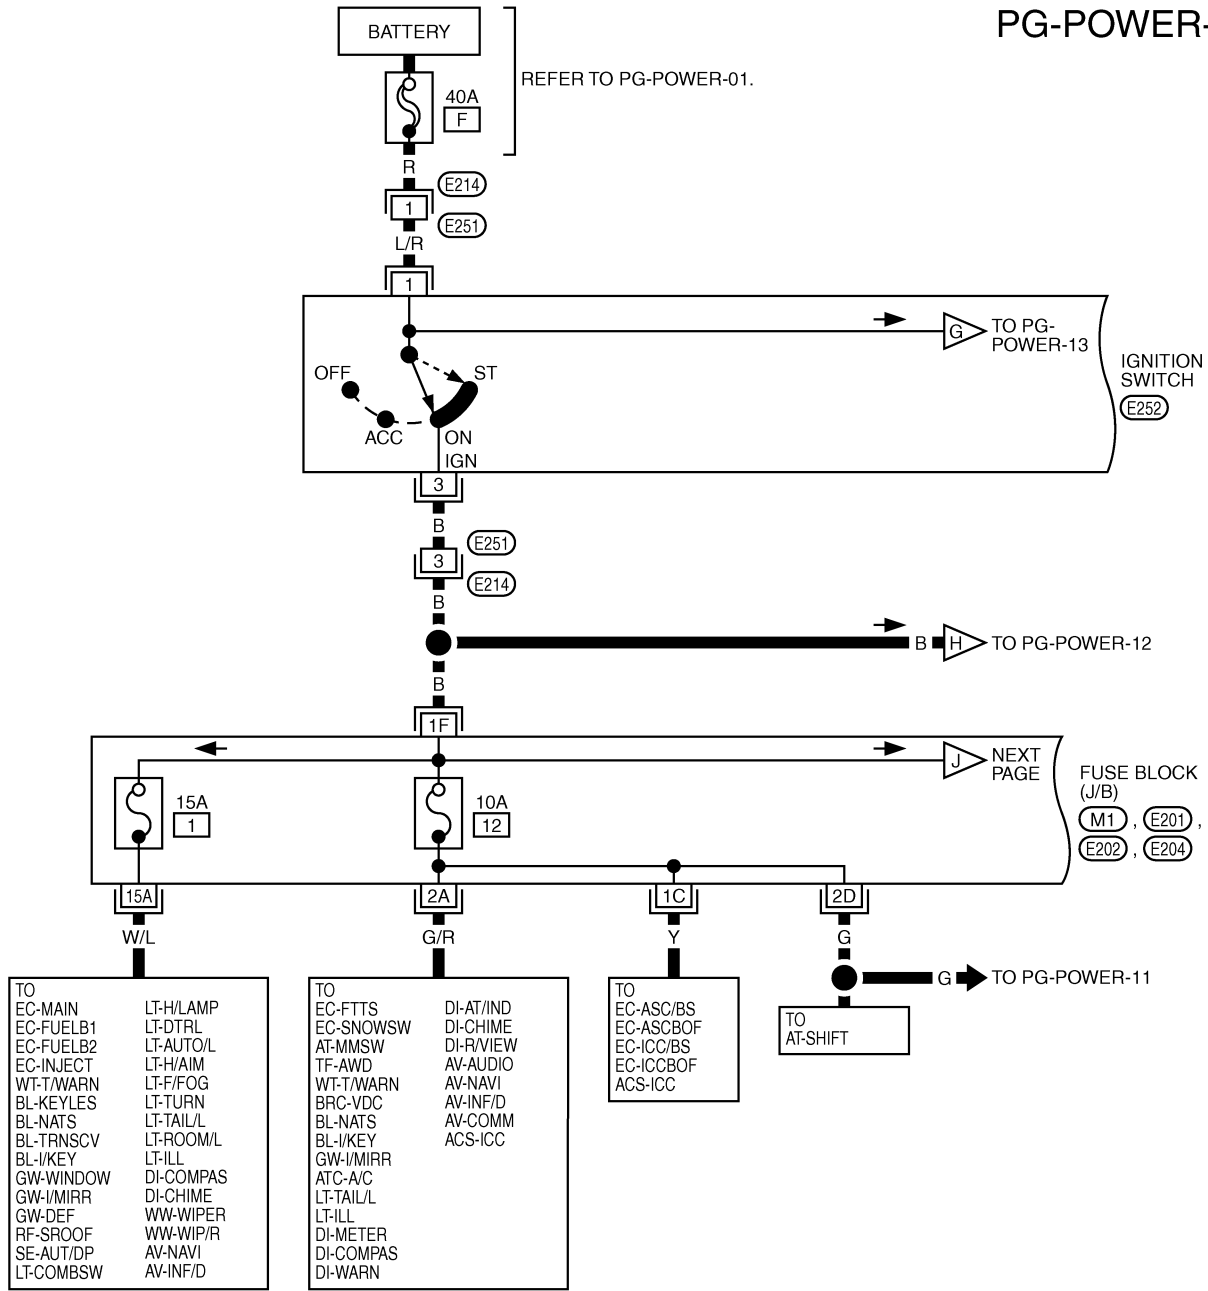 PG-POWER-
BATTERY
REFER TO PG-POWER-01.
40A
F
R
E214
1
E251
L/R
1
G
TO PG-
POWER-13
OFF
ST
ACC
ON
IGN
IGNITION
SWITCH
E252
3
B
E251
3
E214
B
B
H
TO PG-POWER-12
B
1F
J
NEXT
PAGE
15A
1
10A
12
FUSE BLOCK
(J/B)
M1 , E201 ,
E202 , E204
15A
2A
1C
2D
W/L
G/R
Y
G
G
TO PG-POWER-11
TO
EC-MAIN
EC-FUELB1
EC-FUELB2
EC-INJECT
WT-T/WARN
BL-KEYLES
BL-NATS
BL-TRNSCV
BL-I/KEY
GW-WINDOW
GW-I/MIRR
GW-DEF
RF-SROOF
SE-AUT/DP
LT-COMBSW
LT-H/LAMP
LT-DTRL
LT-AUTO/L
LT-H/AIM
LT-F/FOG
LT-TURN
LT-TAIL/L
LT-ROOM/L
LT-ILL
DI-COMPAS
DI-CHIME
WW-WIPER
WW-WIP/R
AV-NAVI
AV-INF/D
TO
EC-FTTS
EC-SNOWSW
AT-MMSW
TF-AWD
WT-T/WARN
BRC-VDC
BL-NATS
BL-I/KEY
GW-I/MIRR
ATC-A/C
LT-TAIL/L
LT-ILL
DI-METER
DI-COMPAS
DI-WARN
DI-AT/IND
DI-CHIME
DI-R/VIEW
AV-AUDIO
AV-NAVI
AV-INF/D
AV-COMM
ACS-ICC
TO
EC-ASC/BS
EC-ASCBOF
EC-ICC/BS
EC-ICCBOF
ACS-ICC
TO
AT-SHIFT